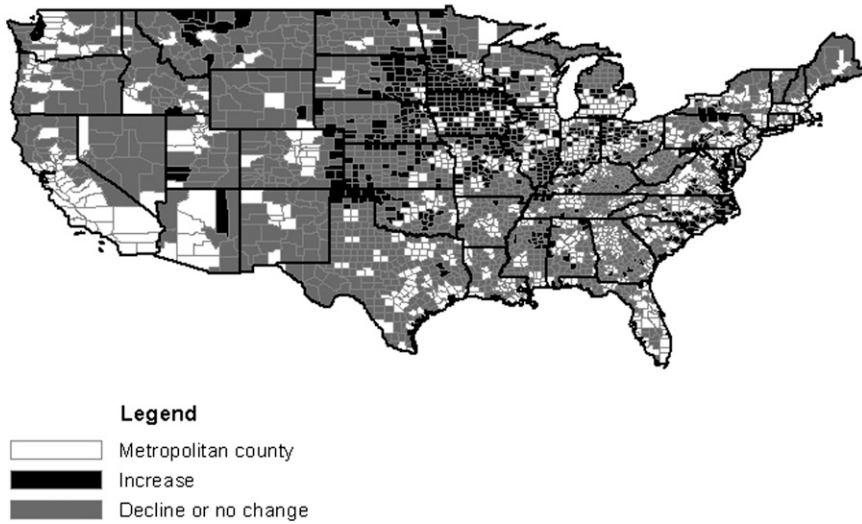 Legend
Metropolitan county
Increase
Decline or no change